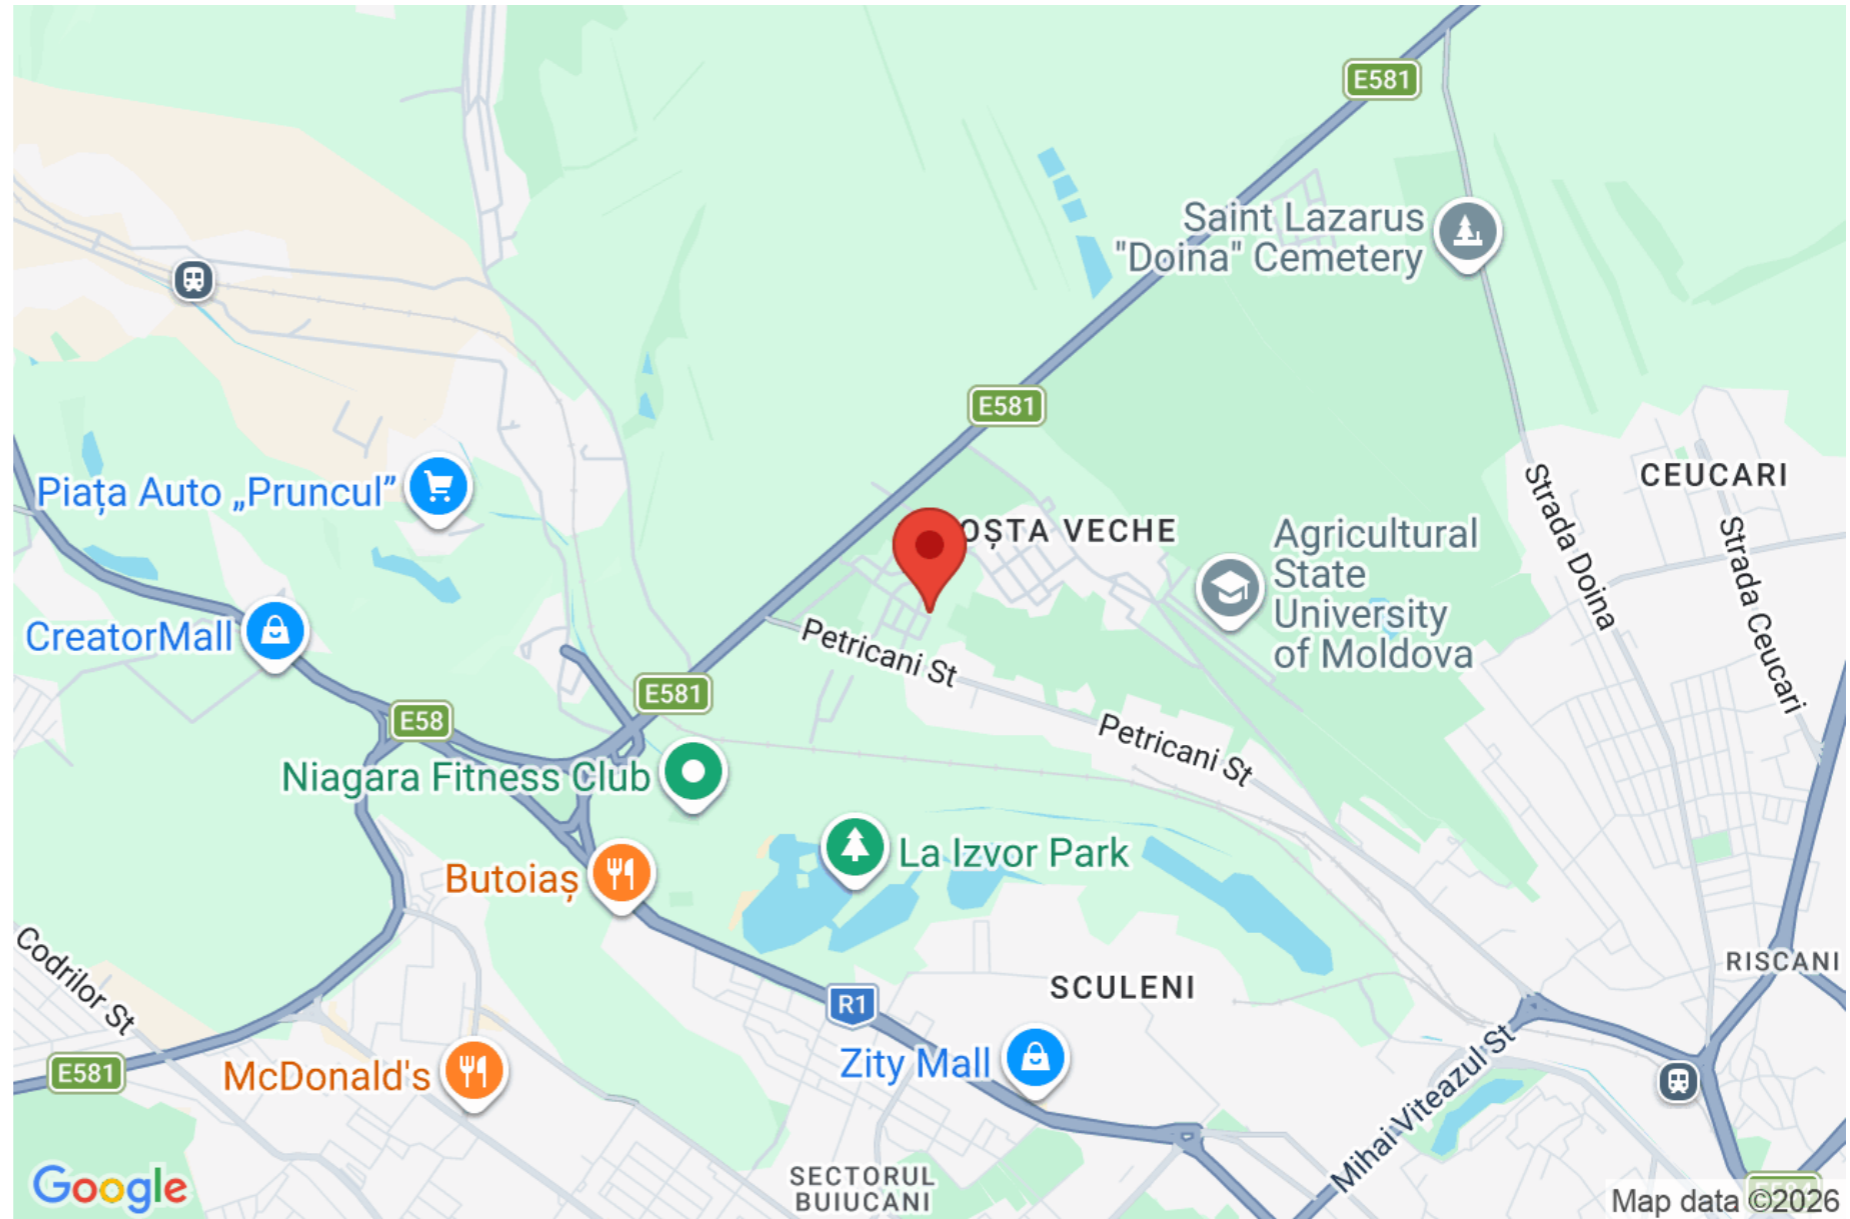 E581
Saint Lazarus
"Doina" Cemetery
E581
Piața Auto „Pruncul”
OȘTA VECHE
Agricultural
State
University
of Moldova
Strada Doina
CEUCARI
Strada Ceucari
CreatorMall
Petricani St
E581
E58
Petricani St
Niagara Fitness Club
La Izvor Park
Butoiaș
Codrilor St
RISCANI
SCULENI
R1
Zity Mall
E581
McDonald's
Mihai Viteazul St
SECTORUL
BUIUCANI
Google
Map data ©2026